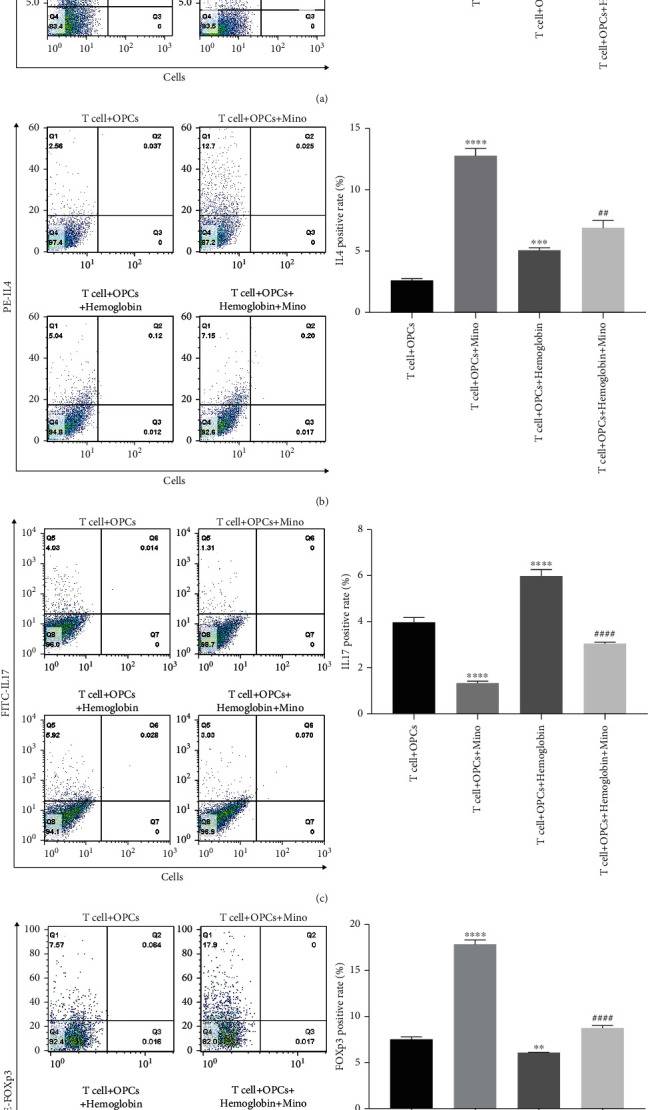 5.0
Q4
83.4
Q3
0
10⁰ 10¹ 10² 10³
5.0
Q4
93.5
Q3
0
10⁰ 10¹ 10² 10³
Cells
(a)
PE-IL4
T cell+OPCs
60
40
20
0
Q1
2.56
Q2
0.037
Q4
97.4
Q3
0
10¹ 10²
T cell+OPCs+Mino
60
40
20
0
Q1
12.7
Q2
0.025
Q4
87.2
Q3
0
10¹ 10²
T cell+OPCs
+Hemoglobin
60
40
20
0
Q1
5.04
Q2
0.12
Q4
94.8
Q3
0.012
10¹ 10²
T cell+OPCs+
Hemoglobin+Mino
60
40
20
0
Q1
7.15
Q2
0.20
Q4
92.6
Q3
0.017
10¹ 10²
Cells
IL4 positive rate (%)
15
10
5
0
****
***
##
T cell+OPCs
T cell+OPCs+Mino
T cell+OPCs+Hemoglobin
T cell+OPCs+Hemoglobin+Mino
(b)
FITC-IL17
T cell+OPCs
10⁴
10³
10²
10¹
10⁰
Q5
4.03
Q6
0.014
Q8
96.0
Q7
0
10⁰ 10¹ 10² 10³
T cell+OPCs+Mino
10⁴
10³
10²
10¹
10⁰
Q5
1.31
Q6
0
Q8
98.7
Q7
0
10⁰ 10¹ 10² 10³
T cell+OPCs
+Hemoglobin
10⁴
10³
10²
10¹
10⁰
Q5
5.92
Q6
0.028
Q8
94.1
Q7
0
10⁰ 10¹ 10² 10³
T cell+OPCs+
Hemoglobin+Mino
10⁴
10³
10²
10¹
10⁰
Q5
3.03
Q6
0.070
Q8
96.9
Q7
0
10⁰ 10¹ 10² 10³
Cells
IL17 positive rate (%)
8
6
4
2
0
****
****
####
T cell+OPCs
T cell+OPCs+Mino
T cell+OPCs+Hemoglobin
T cell+OPCs+Hemoglobin+Mino
(c)
E-FOXp3
T cell+OPCs
100
80
60
40
20
0
Q1
7.57
Q2
0.064
Q4
92.4
Q3
0.016
10⁰ 10¹
T cell+OPCs+Mino
100
80
60
40
20
0
Q1
17.9
Q2
0
Q4
82.0
Q3
0.017
10⁰ 10¹
T cell+OPCs
+Hemoglobin
T cell+OPCs+
Hemoglobin+Mino
FOXp3 positive rate (%)
20
15
10
5
0
****
**
####